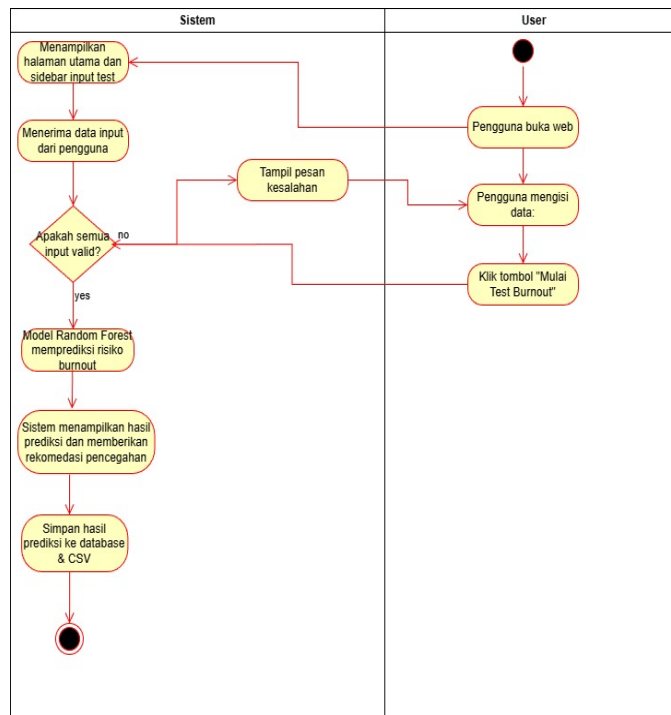 Sistem
User
Menampilkan
halaman utama dan
sidebar input test
Pengguna buka web
Menerima data input
dari pengguna
Tampil pesan
kesalahan
Pengguna mengisi
data:
Apakah semua
input valid?
no
Klik tombol "Mulai
Test Burnout"
yes
Model Random Forest
memprediksi risiko
burnout
Sistem menampilkan hasil
prediksi dan memberikan
rekomedasi pencegahan
Simpan hasil
prediksi ke database
& CSV